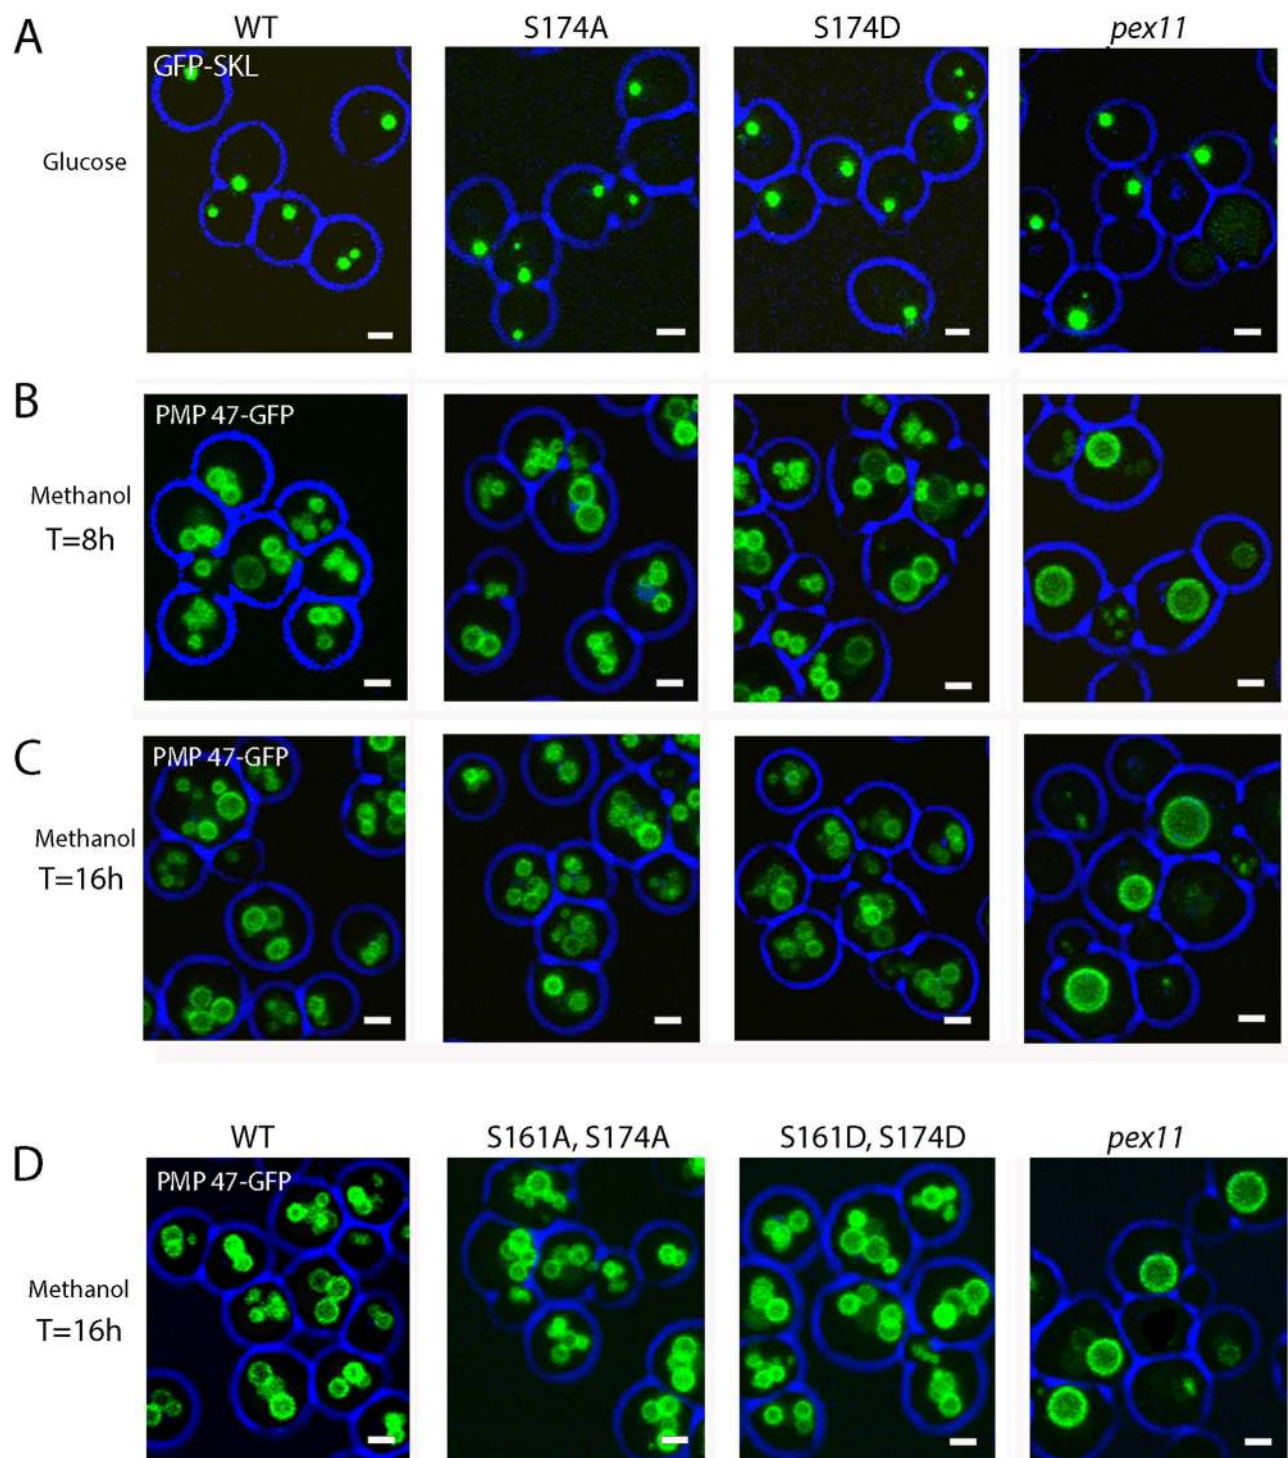 A
WT
S174A
S174D
pex11
GFP-SKL
Glucose
B
PMP 47-GFP
Methanol
T=8h
C
PMP 47-GFP
Methanol
T=16h
D
WT
S161A, S174A
S161D, S174D
pex11
PMP 47-GFP
Methanol
T=16h